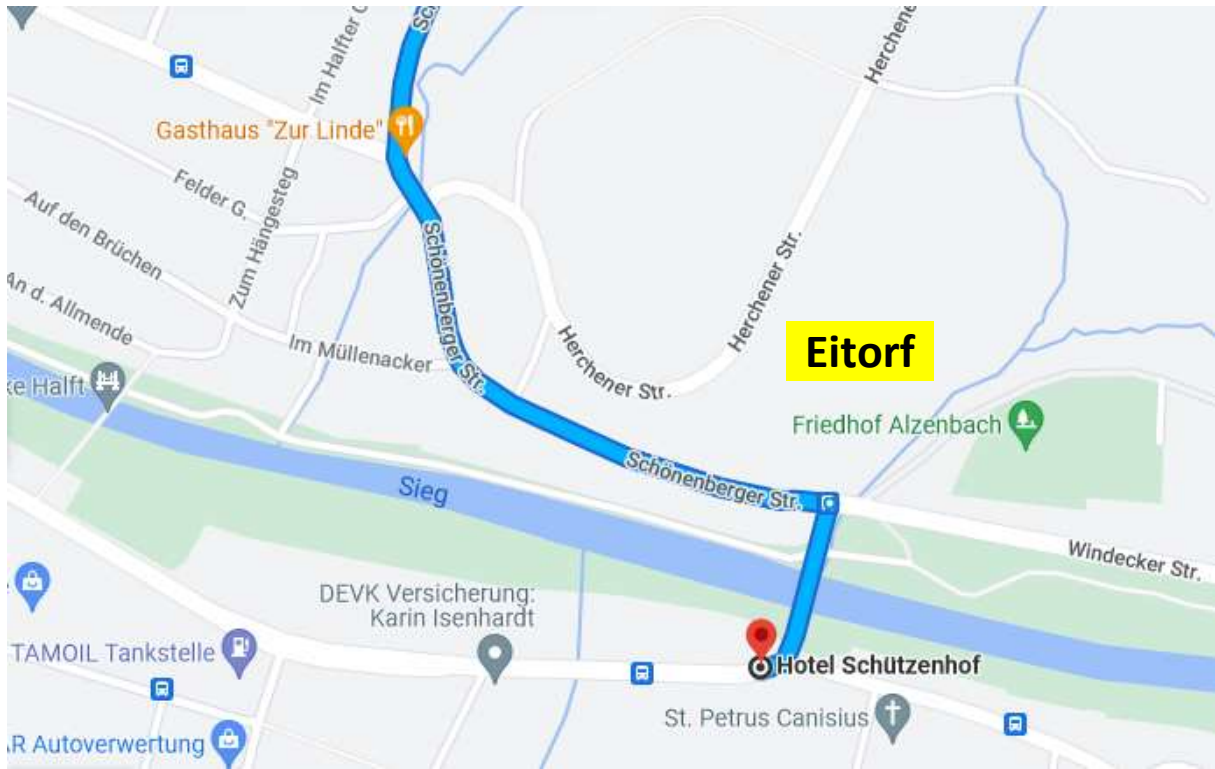 Sc
Herchene
Im Halfter G
Gasthaus "Zur Linde"
Felder G.
Auf den Brüchen
Zum Hängesteg
An d. Allmende
Schönenberger Str.
Herchener Str.
Im Müllenacker
Herchener Str.
Eitorf
ke Halft
Friedhof Alzenbach
Schönenberger Str.
Sieg
Windecker Str.
DEVK Versicherung:
Karin Isenhardt
TAMOIL Tankstelle
Hotel Schützenhof
St. Petrus Canisius
AR Autoverwertung